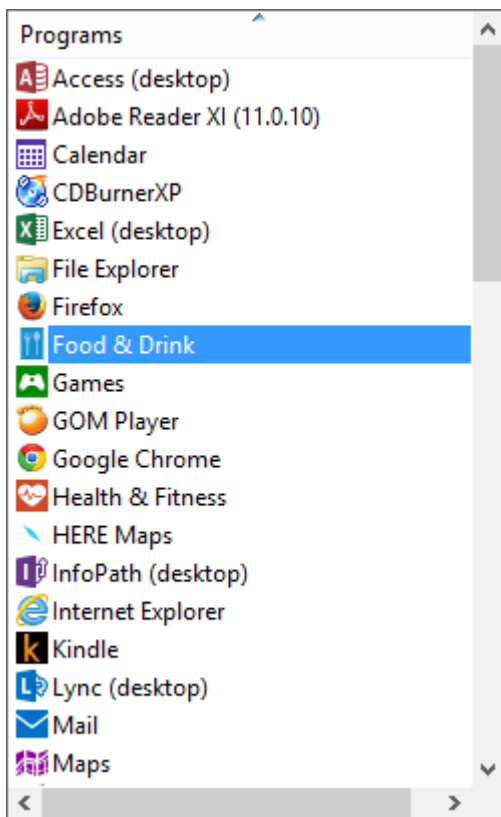 Programs
Access (desktop)
Adobe Reader XI (11.0.10)
Calendar
CDBurnerXP
Excel (desktop)
File Explorer
Firefox
Food & Drink
Games
GOM Player
Google Chrome
Health & Fitness
HERE Maps
InfoPath (desktop)
Internet Explorer
Kindle
Lync (desktop)
Mail
Maps